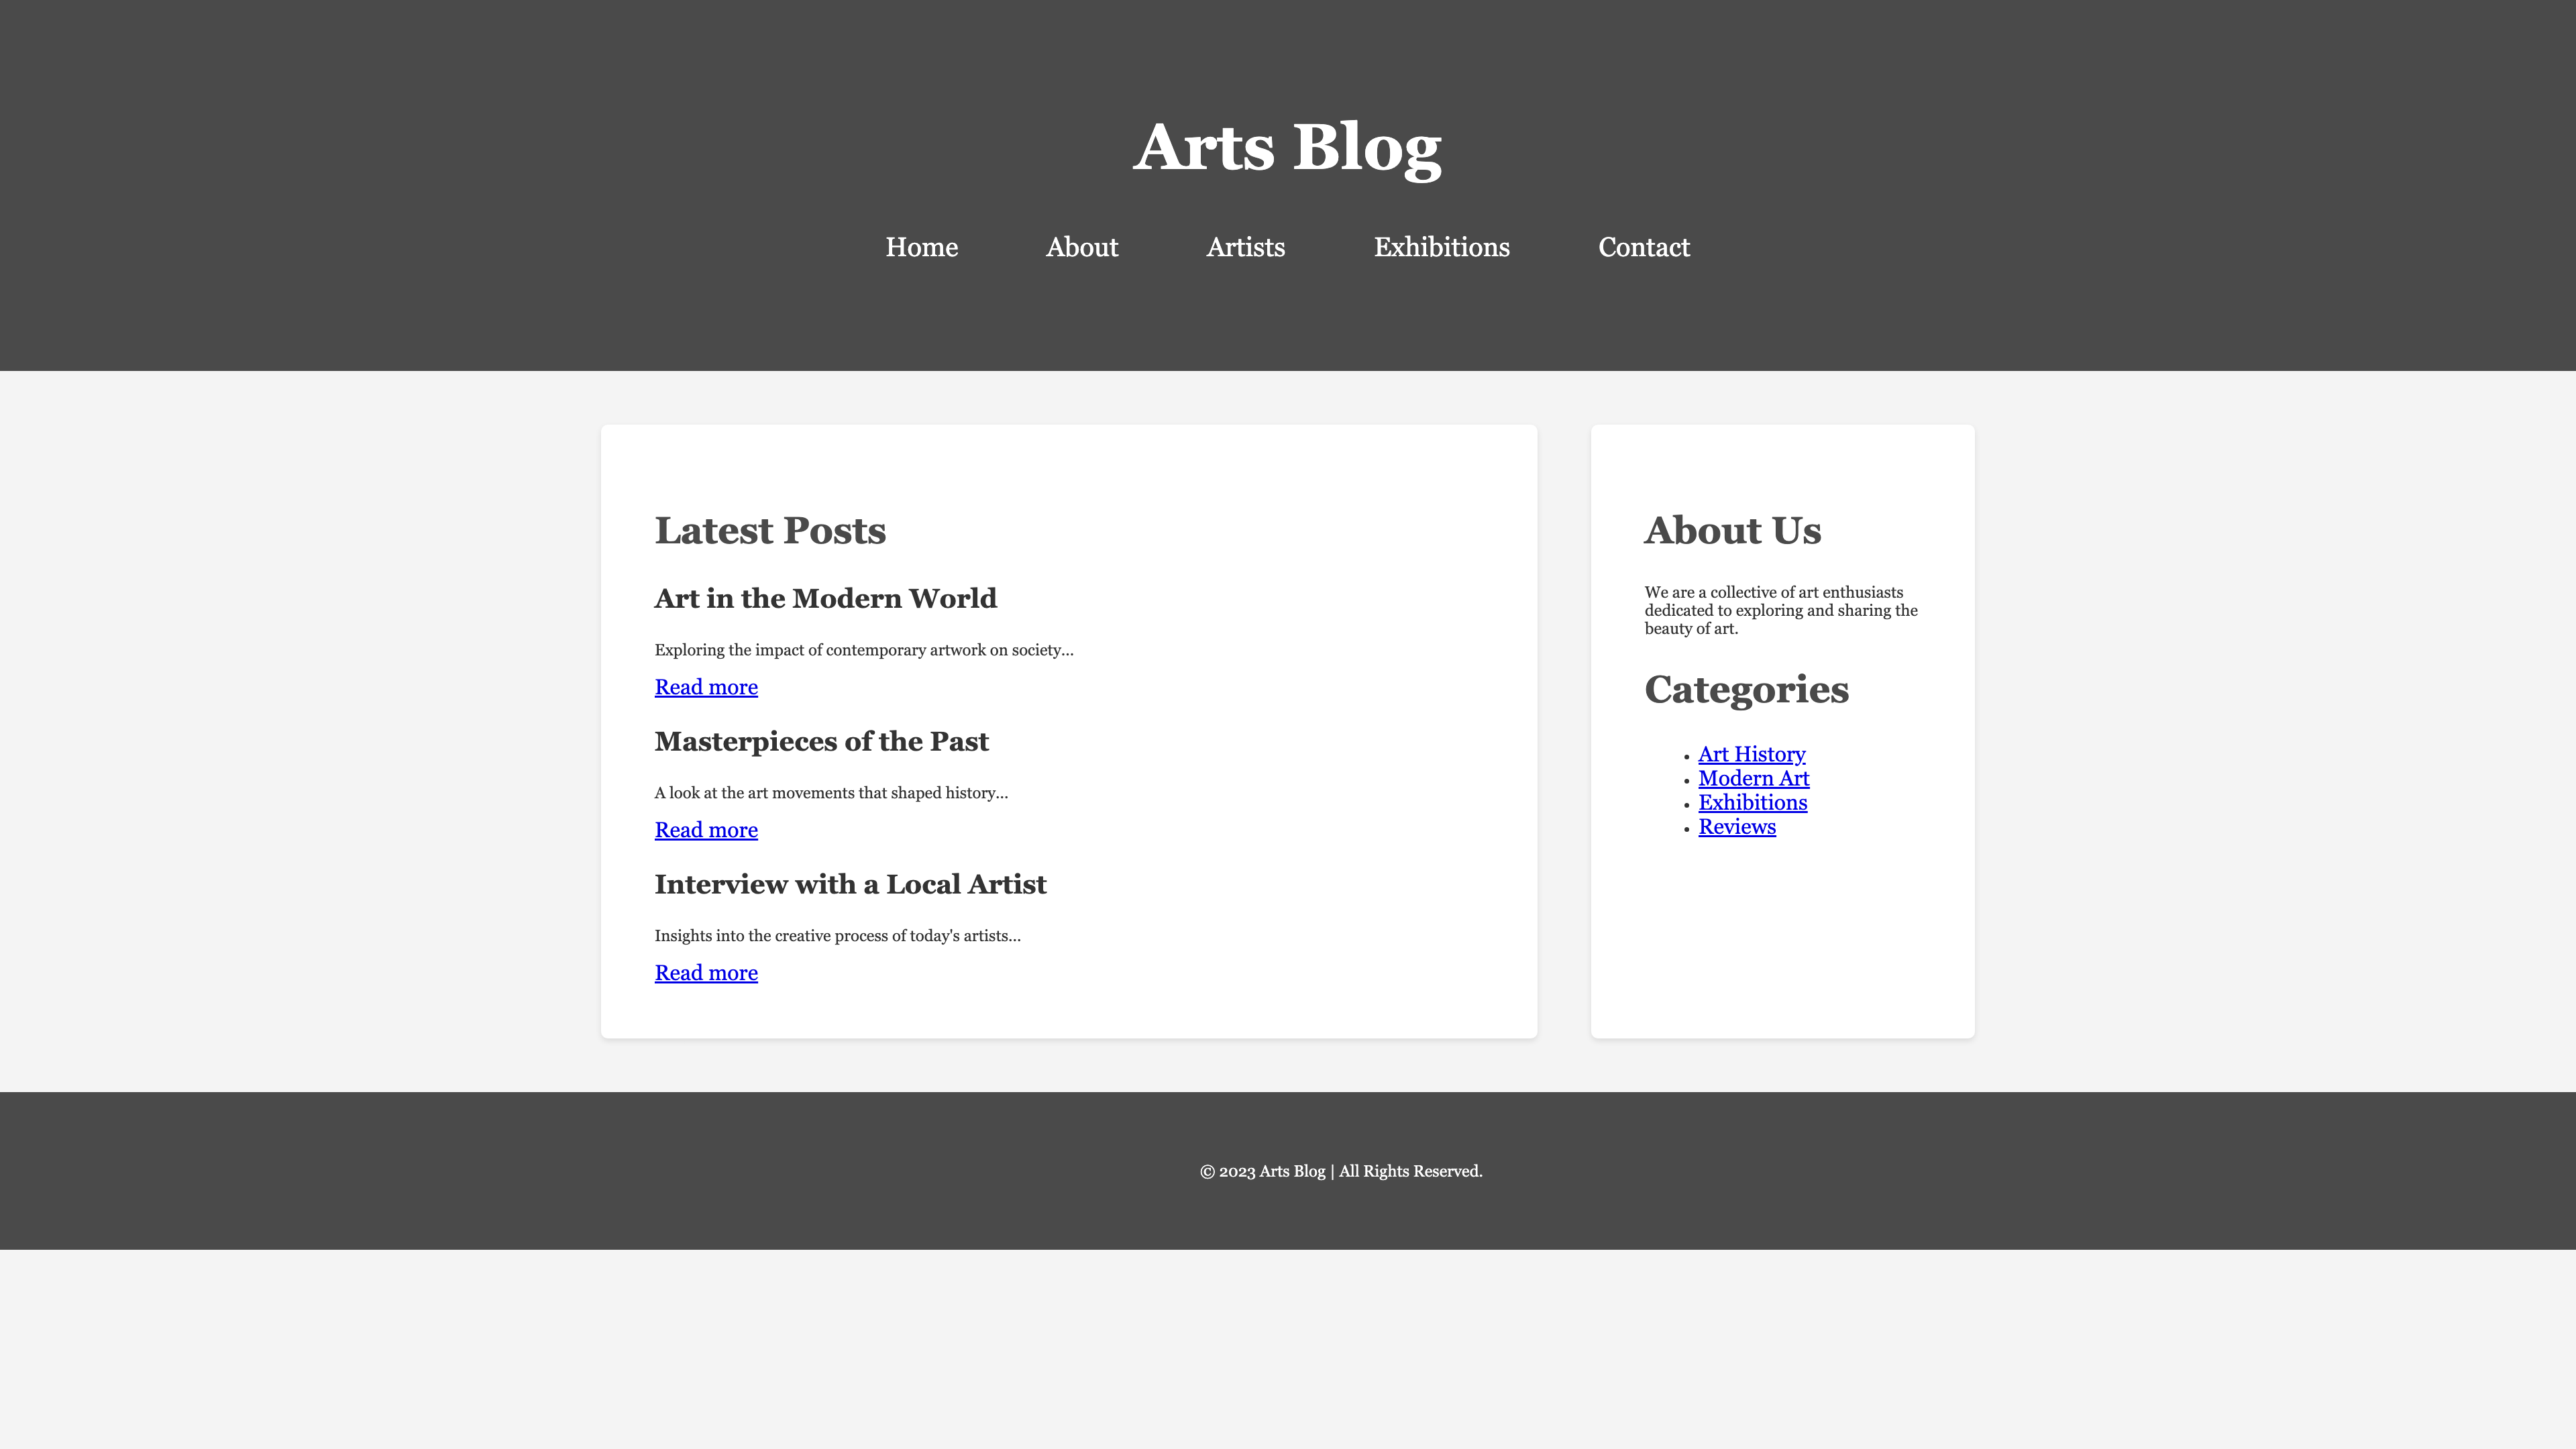 Arts Blog
Home About Artists Exhibitions Contact
Latest Posts
Art in the Modern World
Exploring the impact of contemporary artwork on society...
Read more
Masterpieces of the Past
A look at the art movements that shaped history...
Read more
Interview with a Local Artist
Insights into the creative process of today's artists...
Read more
About Us
We are a collective of art enthusiasts
dedicated to exploring and sharing the
beauty of art.
Categories
• Art History
• Modern Art
• Exhibitions
• Reviews
© 2023 Arts Blog | All Rights Reserved.